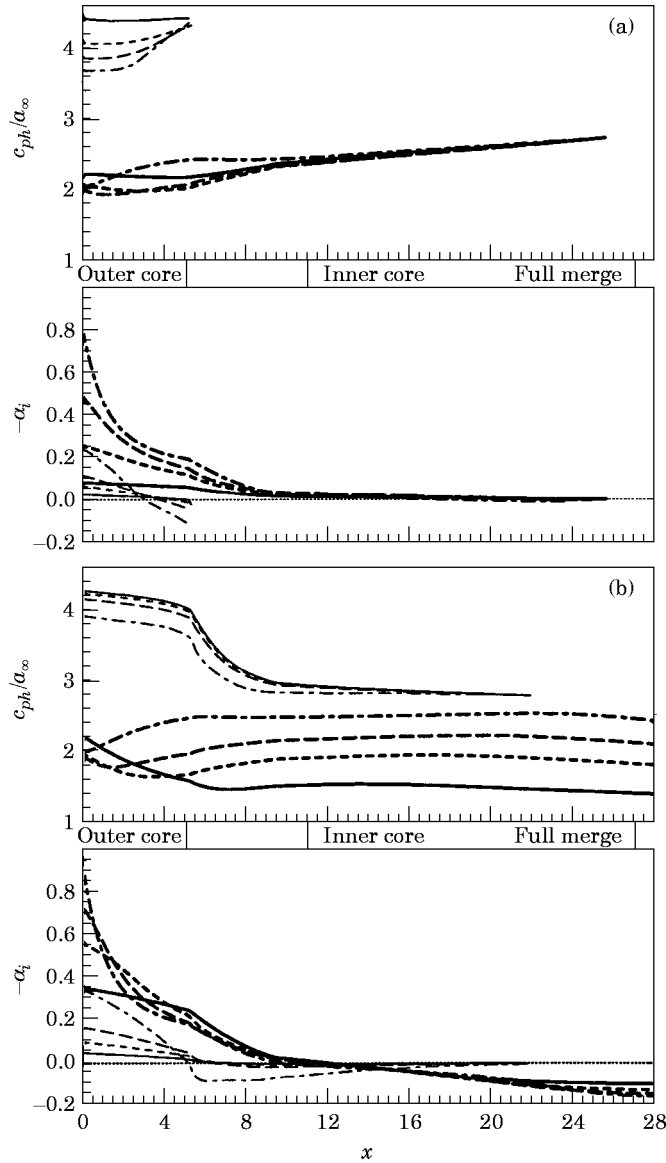 (a)
4
3
2
1
c_ph/a_∞
Outer core
Inner core
Full merge
0.8
0.6
0.4
0.2
0.0
−0.2
−α_i
(b)
4
3
2
1
c_ph/a_∞
Outer core
Inner core
Full merge
0.8
0.6
0.4
0.2
0.0
−0.2
−α_i
0 4 8 12 16 20 24 28
x